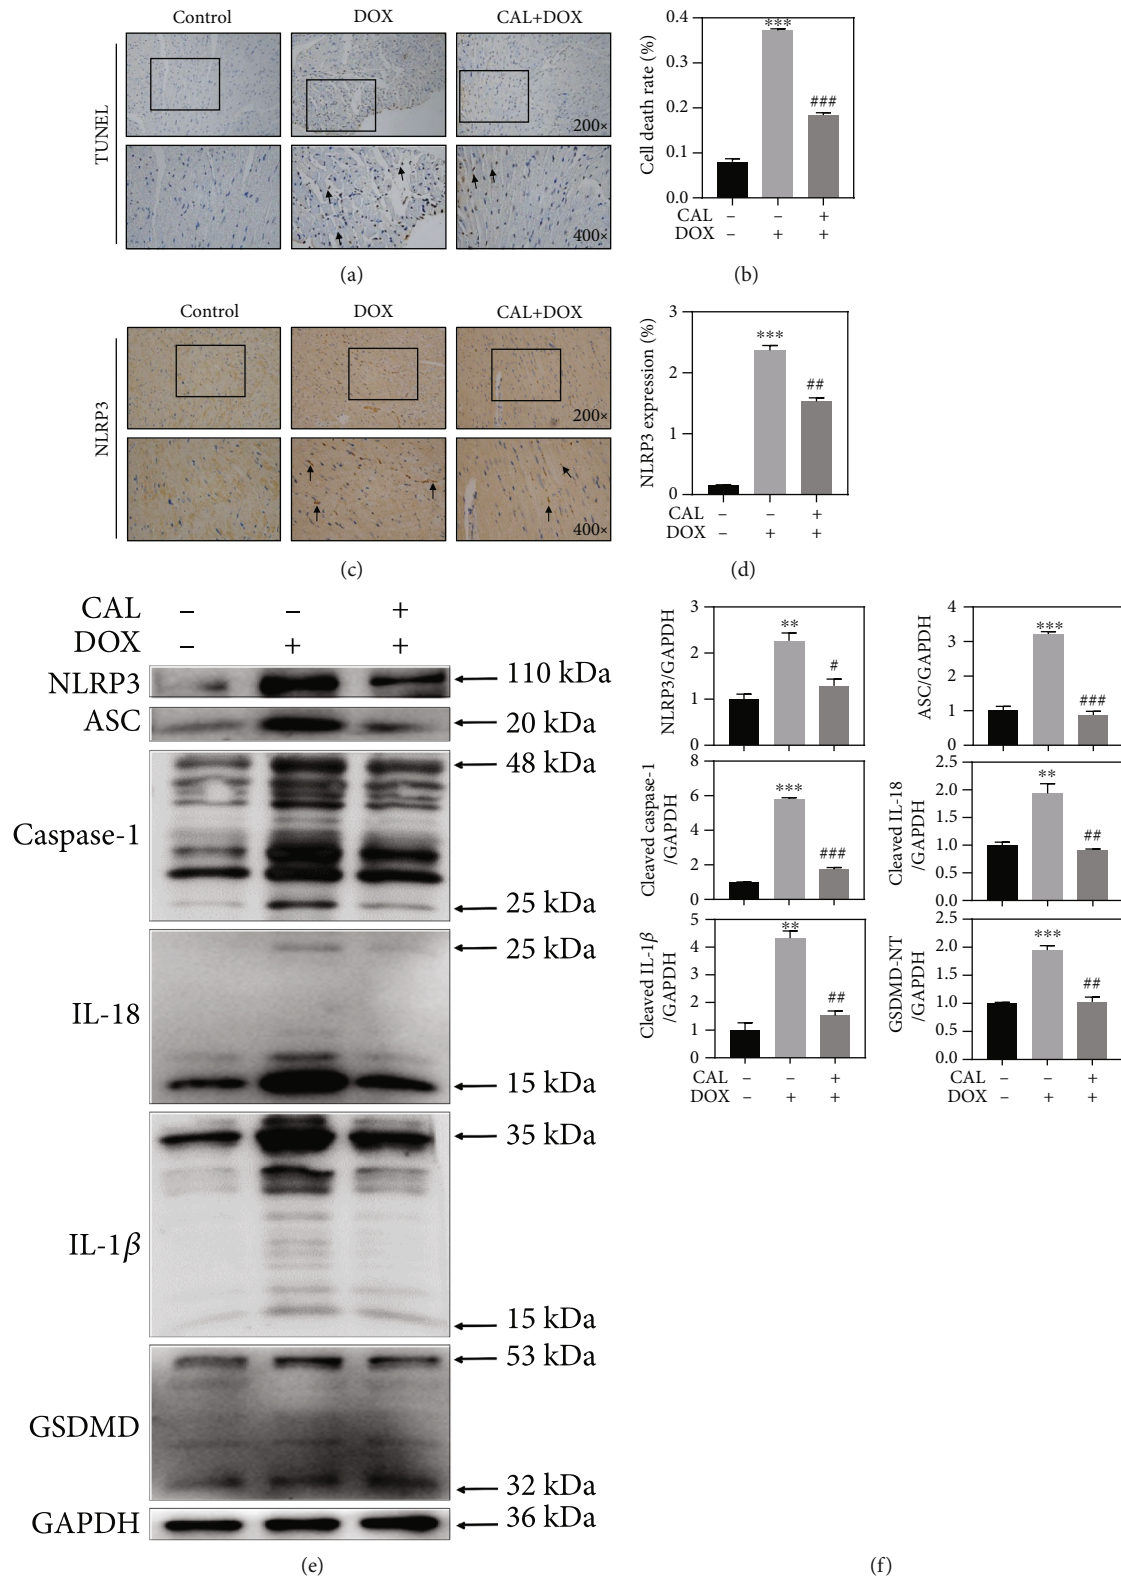 Control DOX CAL+DOX
TUNEL
200×
400×
(a)
Cell death rate (%)
0.4
0.3
0.2
0.1
0.0
***
###
CAL – – +
DOX – + +
(b)
Control DOX CAL+DOX
NLRP3
200×
400×
(c)
NLRP3 expression (%)
3
2
1
0
***
##
CAL – – +
DOX – + +
(d)
CAL – – +
DOX – + +
NLRP3 110 kDa
ASC 20 kDa
48 kDa
Caspase-1
25 kDa
25 kDa
IL-18
15 kDa
35 kDa
IL-1β
15 kDa
53 kDa
GSDMD
32 kDa
GAPDH 36 kDa
(e)
NLRP3/GAPDH
3
2
1
0
**
#
ASC/GAPDH
4
3
2
1
0
***
###
Cleaved caspase-1
/GAPDH
8
6
4
2
0
***
###
Cleaved IL-18
/GAPDH
2.5
2.0
1.5
1.0
0.5
0.0
**
##
Cleaved IL-1β
/GAPDH
5
4
3
2
1
0
**
##
GSDMD-NT
/GAPDH
2.5
2.0
1.5
1.0
0.5
0.0
***
##
CAL – – +
DOX – + +
CAL – – +
DOX – + +
(f)